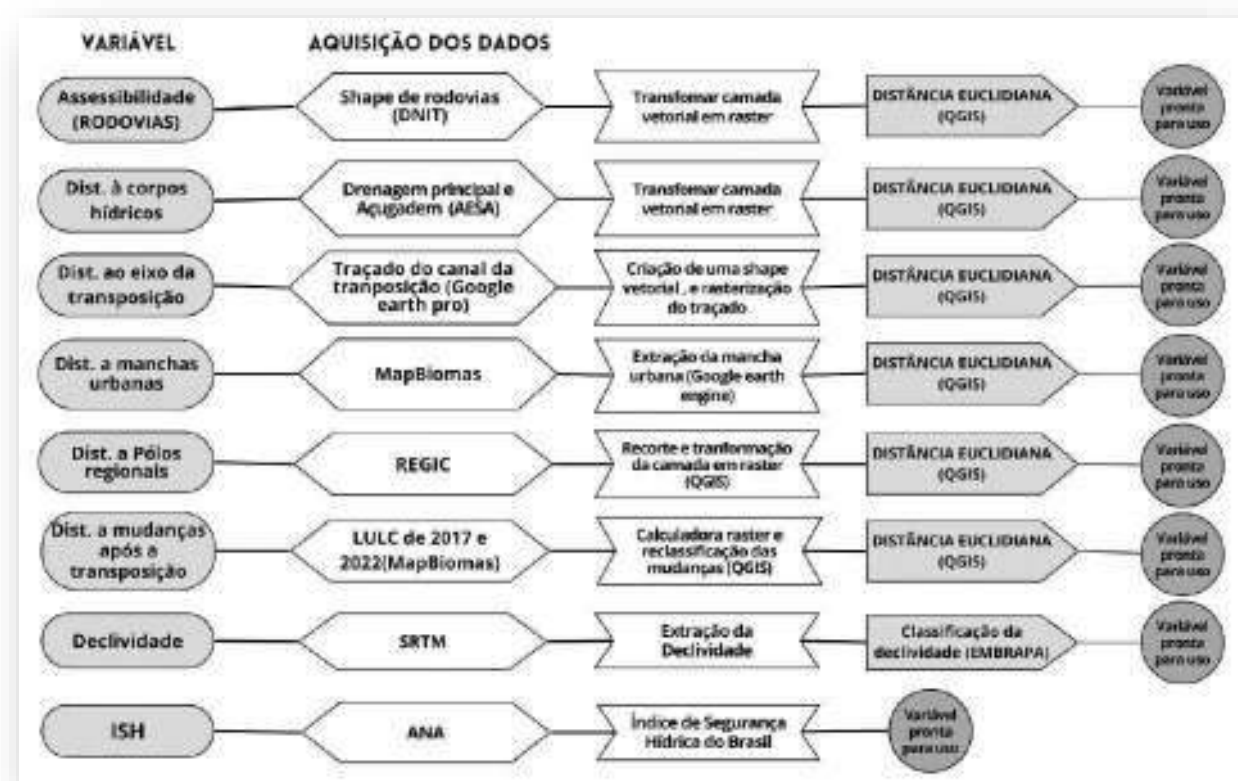 VARIÁVEL
AQUISIÇÃO DOS DADOS
Assessibilidade
(RODOVIAS)
Shape de rodovias
(DNIT)
Transfomar camada
vetorial em raster
DISTÂNCIA EUCLIDIANA
(QGIS)
Variável
pronta
para uso
Dist. à corpos
hídricos
Drenagem principal e
Açugadem (AESA)
Transfomar camada
vetorial em raster
DISTÂNCIA EUCLIDIANA
(QGIS)
Variável
pronta
para uso
Dist. ao eixo da
transposição
Traçado do canal da
tranposição (Google
earth pro)
Criação de uma shape
vetorial , e rasterização
do traçado
DISTÂNCIA EUCLIDIANA
(QGIS)
Variável
pronta
para uso
Dist. a manchas
urbanas
MapBiomas
Extração da mancha
urbana (Google earth
engine)
DISTÂNCIA EUCLIDIANA
(QGIS)
Variável
pronta
para uso
Dist. a Pólos
regionais
REGIC
Recorte e tranformação
da camada em raster
(QGIS)
DISTÂNCIA EUCLIDIANA
(QGIS)
Variável
pronta
para uso
Dist. a mudanças
após a
transposição
LULC de 2017 e
2022(MapBiomas)
Calculadora raster e
reclassificação das
mudanças (QGIS)
DISTÂNCIA EUCLIDIANA
(QGIS)
Variável
pronta
para uso
Declividade
SRTM
Extração da
Declividade
Classificação da
declividade (EMBRAPA)
Variável
pronta
para uso
ISH
ANA
Índice de Segurança
Hídrica do Brasil
Variável
pronta
para uso